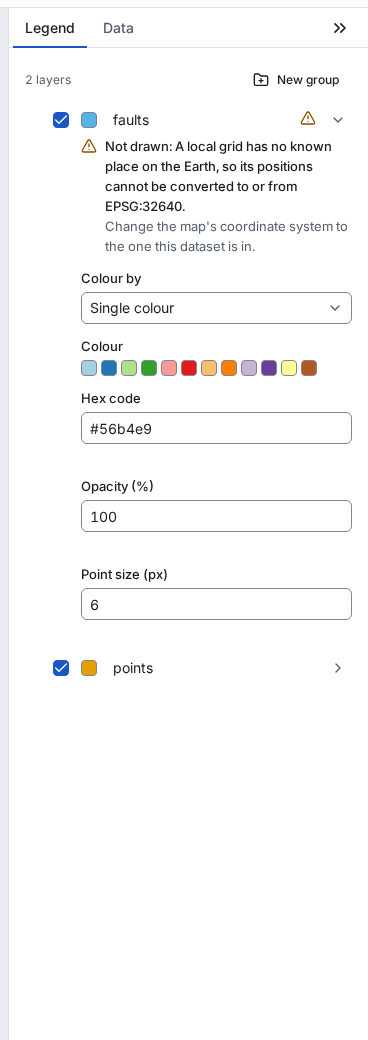 Legend Data
2 layers New group
faults
Not drawn: A local grid has no known
place on the Earth, so its positions
cannot be converted to or from
EPSG:32640.
Change the map's coordinate system to
the one this dataset is in.
Colour by
Single colour
Colour
Hex code
#56b4e9
Opacity (%)
100
Point size (px)
6
points